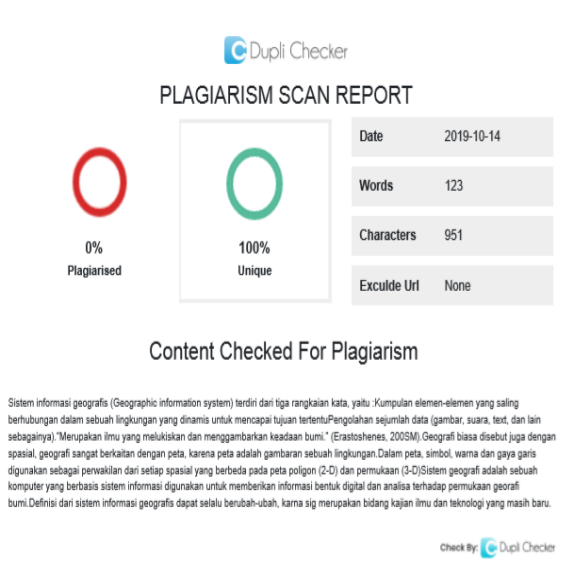 Dupli Checker
PLAGIARISM SCAN REPORT
0%
Plagiarised
100%
Unique
Date 2019-10-14
Words 123
Characters 951
Exculde Url None
Content Checked For Plagiarism
Sistem informasi geografis (Geographic information system) terdiri dari tiga rangkaian kata, yaitu :Kumpulan elemen-elemen yang saling
berhubungan dalam sebuah lingkungan yang dinamis untuk mencapai tujuan tertentuPengolahan sejumlah data (gambar, suara, text, dan lain
sebagainya)."Merupakan ilmu yang melukiskan dan menggambarkan keadaan bumi." (Erastoshenes, 200SM).Geografi biasa disebut juga dengan
spasial, geografi sangat berkaitan dengan peta, karena peta adalah gambaran sebuah lingkungan.Dalam peta, simbol, warna dan gaya garis
digunakan sebagai perwakilan dari setiap spasial yang berbeda pada peta poligon (2-D) dan permukaan (3-D)Sistem geografi adalah sebuah
komputer yang berbasis sistem informasi digunakan untuk memberikan informasi bentuk digital dan analisa terhadap permukaan georafi
bumi.Definisi dari sistem informasi geografis dapat selalu berubah-ubah, karna sig merupakan bidang kajian ilmu dan teknologi yang masih baru.
Check By: Dupli Checker